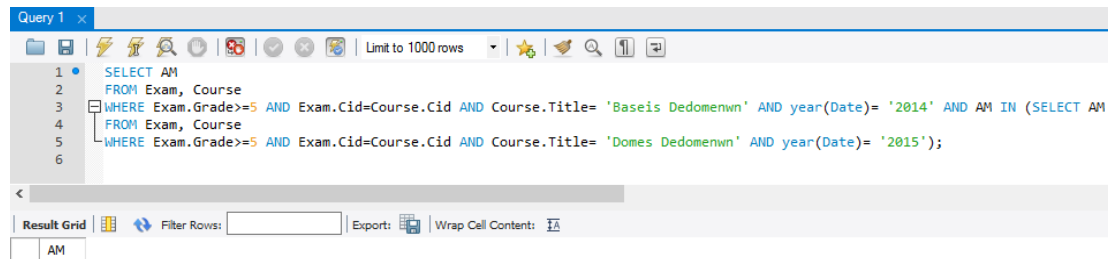 Query 1
Limit to 1000 rows
1 SELECT AM
2 FROM Exam, Course
3 WHERE Exam.Grade>=5 AND Exam.Cid=Course.Cid AND Course.Title= 'Baseis Dedomenwn' AND year(Date)= '2014' AND AM IN (SELECT AM
4 FROM Exam, Course
5 WHERE Exam.Grade>=5 AND Exam.Cid=Course.Cid AND Course.Title= 'Domes Dedomenwn' AND year(Date)= '2015');
6
Result Grid Filter Rows: Export: Wrap Cell Content: IA
AM